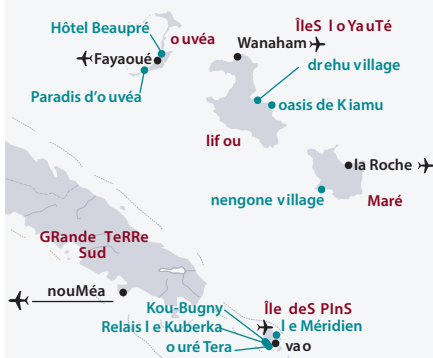 Hôtel Beaupré
ouvéa
Fayaoué
Paradis d'ouvéa
ÎleS loYauTé
Wanaham
drehu village
oasis de Kiamu
lifou
la Roche
nengone village
Maré
GRande TeRRe
Sud
nouMéa
Île deS PInS
Kou-Bugny
le Méridien
Relais le Kuberka
ouré Tera
vao